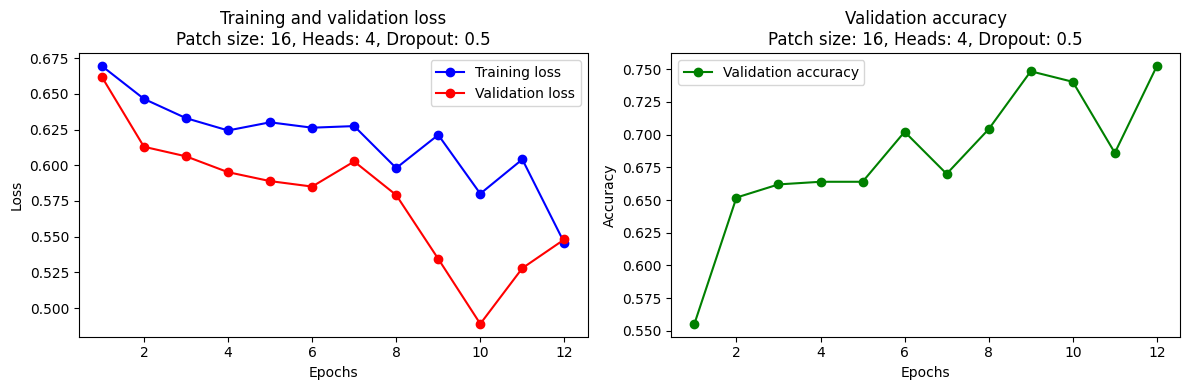 Training and validation loss
Patch size: 16, Heads: 4, Dropout: 0.5
Training loss
Validation loss
0.675
0.650
0.625
0.600
0.575
0.550
0.525
0.500
Loss
2 4 6 8 10 12
Epochs
Validation accuracy
Patch size: 16, Heads: 4, Dropout: 0.5
Validation accuracy
0.750
0.725
0.700
0.675
0.650
0.625
0.600
0.575
0.550
Accuracy
2 4 6 8 10 12
Epochs